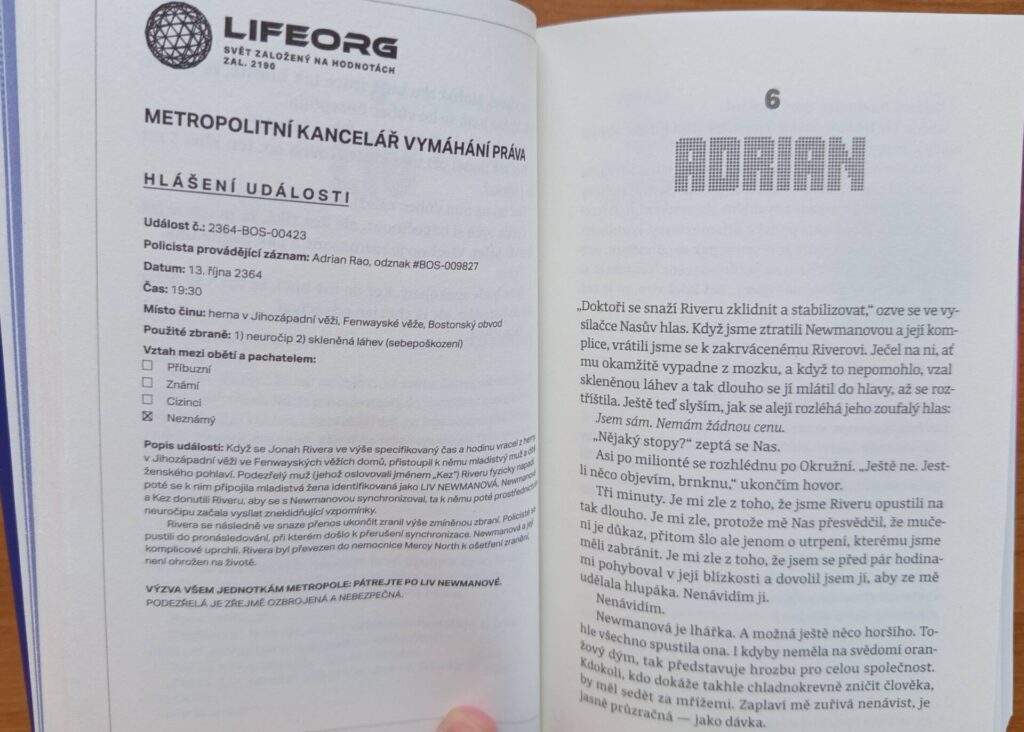 LIFEORG
SVĚT ZALOŽENÝ NA HODNOTÁCH
ZAL. 2190
METROPOLITNÍ KANCELÁŘ VYMÁHÁNÍ PRÁVA
HLÁŠENÍ UDÁLOSTI
Událost č.: 2364-BOS-00423
Policista provádějící záznam: Adrian Rao, odznak #BOS-009827
Datum: 13. října 2364
Čas: 19:30
Místo činu: herna v Jihozápadní věži, Fenwayské věže, Bostonský obvod
Použité zbraně: 1) neuročip 2) skleněná láhev (sebepoškození)
Vztah mezi obětí a pachatelem:
☐ Příbuzní
☐ Známí
☐ Cizinci
☒ Neznámý
Popis události: Když se Jonah Rivera ve výše specifikovaný čas a hodinu vracel z herny
v Jihozápadní věži ve Fenwayských věžích domů, přistoupil k němu mladistvý muž a dítě
ženského pohlaví. Podezřelý muž (jehož oslovovali jménem „Kez“) Riveru fyzicky napadl,
poté se k nim připojila mladistvá žena identifikovaná jako LIV NEWMANOVÁ. Newmanová
a Kez donutili Riveru, aby se s Newmanovou synchronizoval, ta k němu poté prostřednictvím
neuročipu začala vysílat zneklidňující vzpomínky.
Rivera se následně ve snaze přenos ukončit zranil výše zmíněnou zbraní. Policisté se
pustili do pronásledování, při kterém došlo k přerušení synchronizace. Newmanová a její
komplicové uprchli. Rivera byl převezen do nemocnice Mercy North k ošetření zranění,
není ohrožen na životě.
VÝZVA VŠEM JEDNOTKÁM METROPOLE: PÁTREJTE PO LIV NEWMANOVÉ.
PODEZŘELÁ JE ZŘEJMĚ OZBROJENÁ A NEBEZPEČNÁ.
6
ADRIAN
„Doktoři se snaží Riveru zklidnit a stabilizovat,“ ozve se ve vy-
sílačce Nasův hlas. Když jsme ztratili Newmanovou a její kom-
plice, vrátili jsme se k zakrvácenému Riverovi. Ječel na ni, ať
mu okamžitě vypadne z mozku, a když to nepomohlo, vzal
skleněnou láhev a tak dlouho se jí mlátil do hlavy, až se roz-
tříštila. Ještě teď slyším, jak se alejí rozléhá jeho zoufalý hlas:
Jsem sám. Nemám žádnou cenu.
„Nějaký stopy?“ zeptá se Nas.
Asi po milionté se rozhlédnu po Okružní. „Ještě ne. Jest-
li něco objevím, brnknu,“ ukončím hovor.
Tři minuty. Je mi zle z toho, že jsme Riveru opustili na
tak dlouho. Je mi zle, protože mě Nas přesvědčil, že muče-
ní je důkaz, přitom šlo ale jenom o utrpení, kterému jsme
měli zabránit. Je mi zle z toho, že jsem se před pár hodina-
mi pohyboval v její blízkosti a dovolil jsem jí, aby ze mě
udělala hlupáka. Nenávidím ji.
Nenávidím.
Newmanová je lhářka. A možná ještě něco horšího. To-
hle všechno spustila ona. I kdyby neměla na svědomí oran-
žový dým, tak představuje hrozbu pro celou společnost.
Kdokoli, kdo dokáže takhle chladnokrevně zničit člověka,
by měl sedět za mřížemi. Zaplaví mě zuřivá nenávist, je
jasně průzračná — jako dávka.